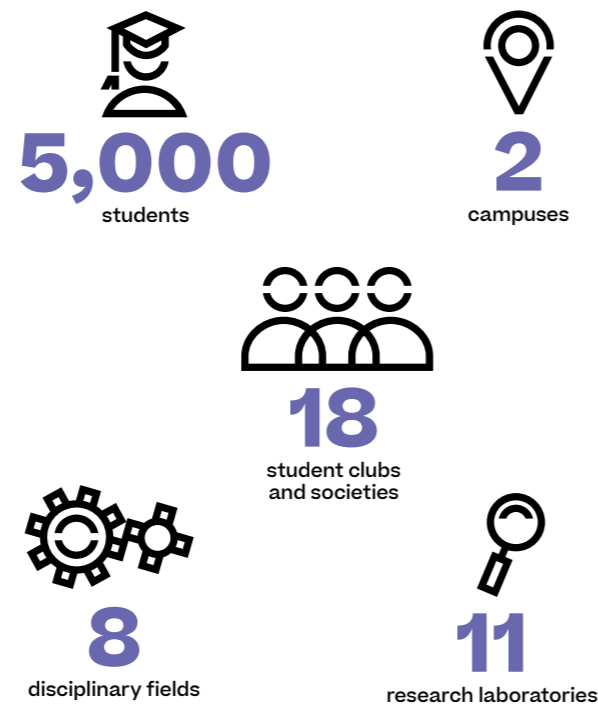 5,000
students
2
campuses
18
student clubs
and societies
8
disciplinary fields
11
research laboratories